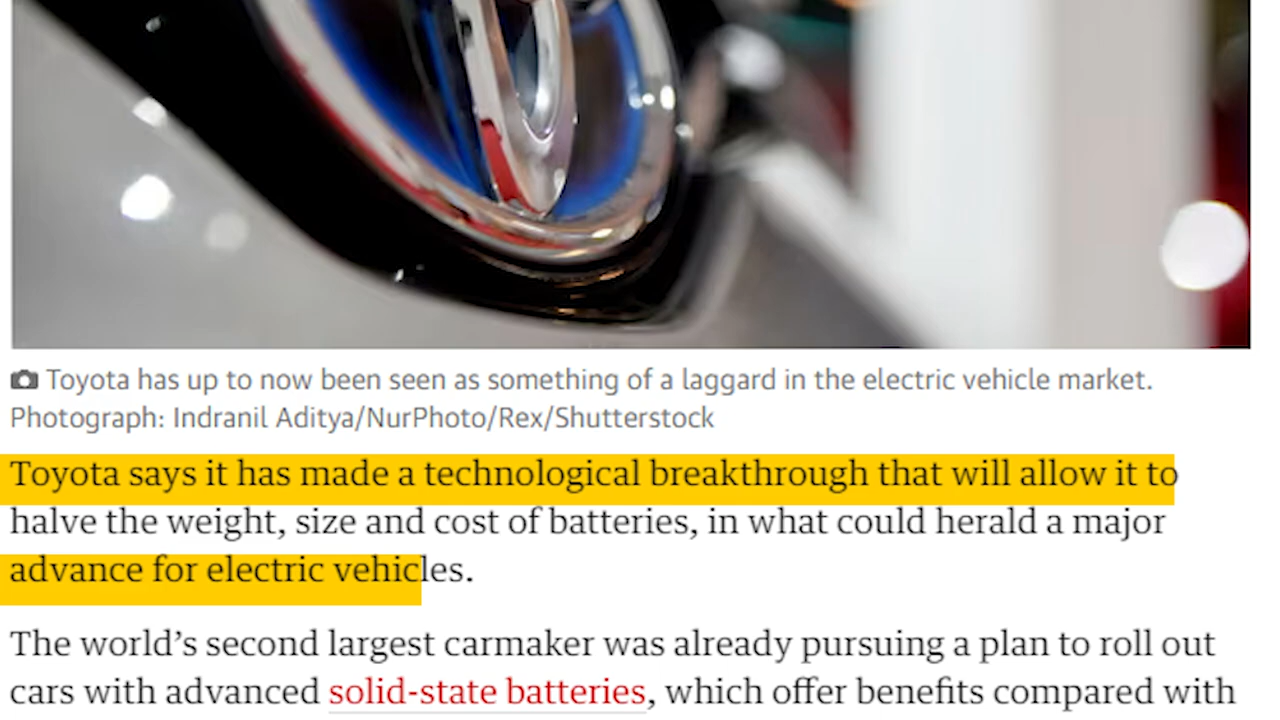 Toyota has up to now been seen as something of a laggard in the electric vehicle market.
Photograph: Indranil Aditya/NurPhoto/Rex/Shutterstock
Toyota says it has made a technological breakthrough that will allow it to
halve the weight, size and cost of batteries, in what could herald a major
advance for electric vehicles.
The world’s second largest carmaker was already pursuing a plan to roll out
cars with advanced solid-state batteries, which offer benefits compared with